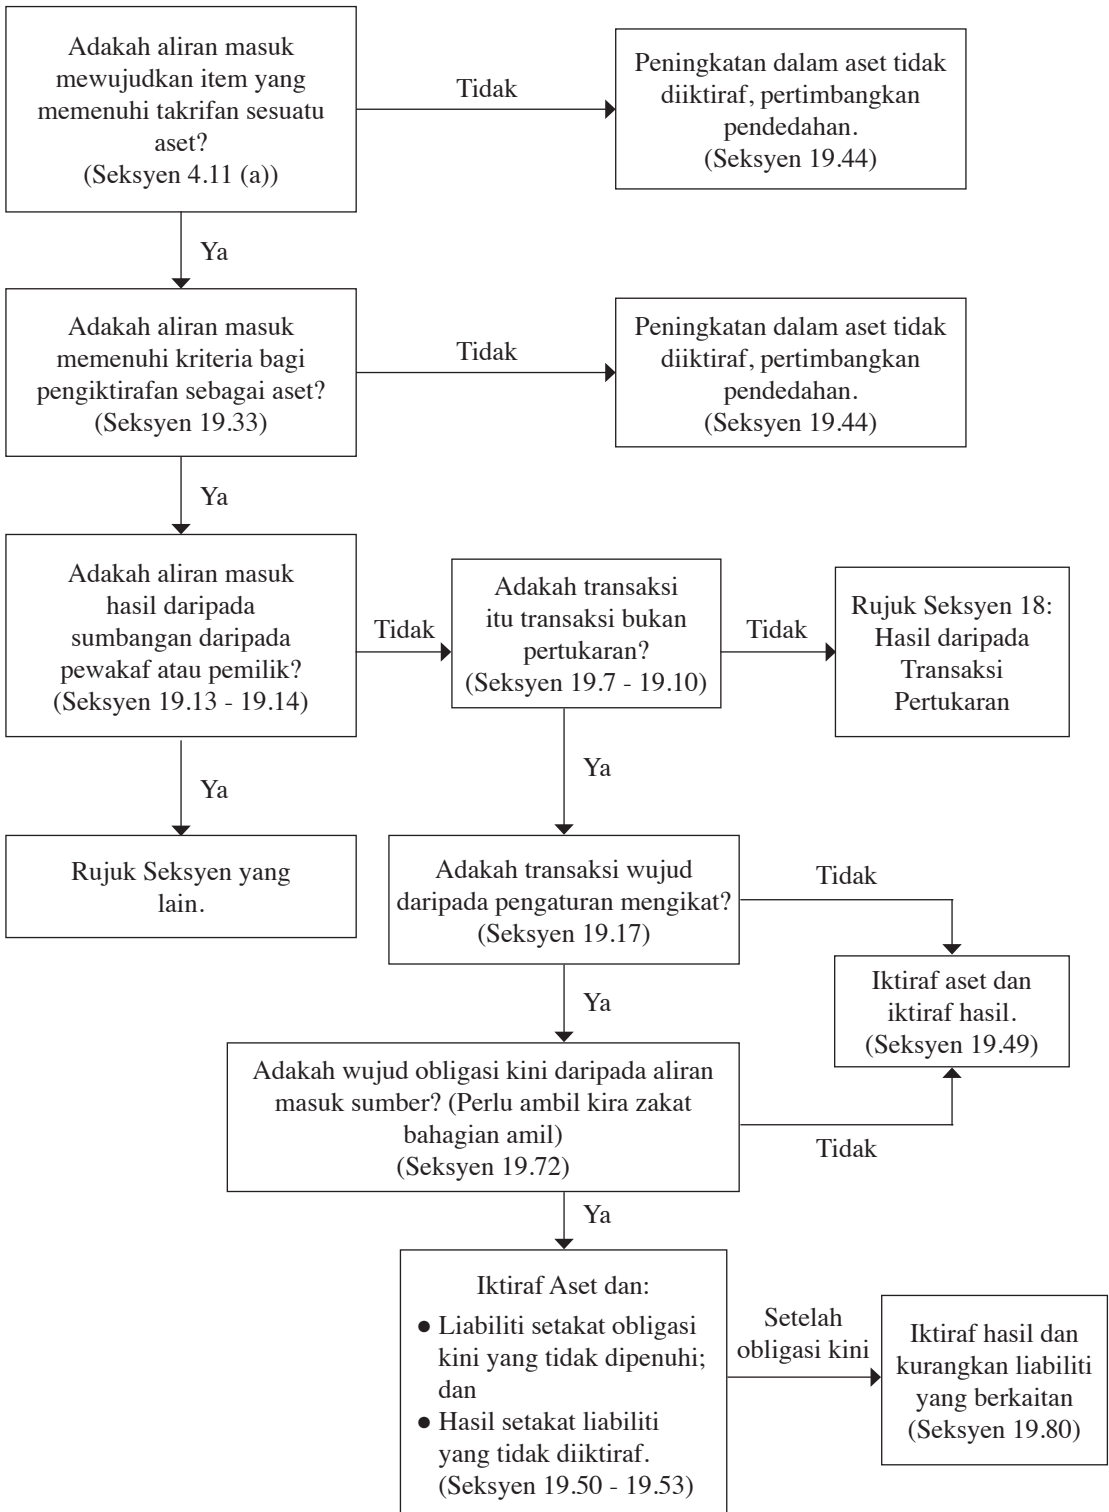 Adakah aliran masuk
mewujudkan item yang
memenuhi takrifan sesuatu
aset?
(Seksyen 4.11 (a))
Tidak
Peningkatan dalam aset tidak
diiktiraf, pertimbangkan
pendedahan.
(Seksyen 19.44)
Ya
Adakah aliran masuk
memenuhi kriteria bagi
pengiktirafan sebagai aset?
(Seksyen 19.33)
Tidak
Peningkatan dalam aset tidak
diiktiraf, pertimbangkan
pendedahan.
(Seksyen 19.44)
Ya
Adakah aliran masuk
hasil daripada
sumbangan daripada
pewakaf atau pemilik?
(Seksyen 19.13 - 19.14)
Tidak
Adakah transaksi
itu transaksi bukan
pertukaran?
(Seksyen 19.7 - 19.10)
Tidak
Rujuk Seksyen 18:
Hasil daripada
Transaksi
Pertukaran
Ya
Rujuk Seksyen yang
lain.
Ya
Adakah transaksi wujud
daripada pengaturan mengikat?
(Seksyen 19.17)
Tidak
Iktiraf aset dan
iktiraf hasil.
(Seksyen 19.49)
Ya
Adakah wujud obligasi kini daripada aliran
masuk sumber? (Perlu ambil kira zakat
bahagian amil)
(Seksyen 19.72)
Tidak
Ya
Iktiraf Aset dan:
● Liabiliti setakat obligasi
kini yang tidak dipenuhi;
dan
● Hasil setakat liabiliti
yang tidak diiktiraf.
(Seksyen 19.50 - 19.53)
Setelah
obligasi kini
Iktiraf hasil dan
kurangkan liabiliti
yang berkaitan
(Seksyen 19.80)